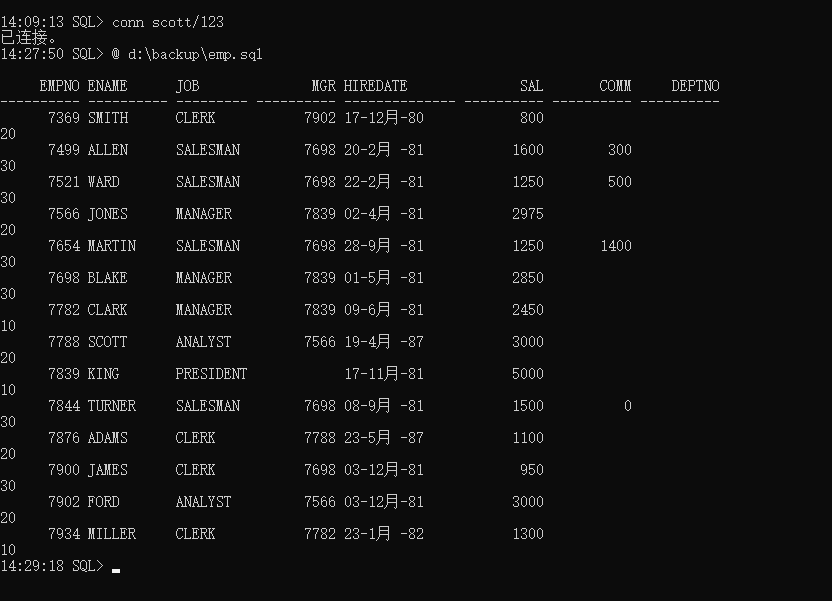 14:09:13 SQL> conn scott/123
已连接。
14:27:50 SQL> @ d:\backup\emp.sql
     EMPNO ENAME      JOB              MGR HIREDATE              SAL       COMM     DEPTNO
---------- ---------- --------- ---------- -------------- ---------- ---------- ----------
      7369 SMITH      CLERK           7902 17-12月-80            800
20
      7499 ALLEN      SALESMAN        7698 20-2月 -81           1600        300
30
      7521 WARD       SALESMAN        7698 22-2月 -81           1250        500
30
      7566 JONES      MANAGER         7839 02-4月 -81           2975
20
      7654 MARTIN     SALESMAN        7698 28-9月 -81           1250       1400
30
      7698 BLAKE      MANAGER         7839 01-5月 -81           2850
30
      7782 CLARK      MANAGER         7839 09-6月 -81           2450
10
      7788 SCOTT      ANALYST         7566 19-4月 -87           3000
20
      7839 KING       PRESIDENT            17-11月-81           5000
10
      7844 TURNER     SALESMAN        7698 08-9月 -81           1500          0
30
      7876 ADAMS      CLERK           7788 23-5月 -87           1100
20
      7900 JAMES      CLERK           7698 03-12月-81            950
30
      7902 FORD       ANALYST         7566 03-12月-81           3000
20
      7934 MILLER     CLERK           7782 23-1月 -82           1300
10
14:29:18 SQL>